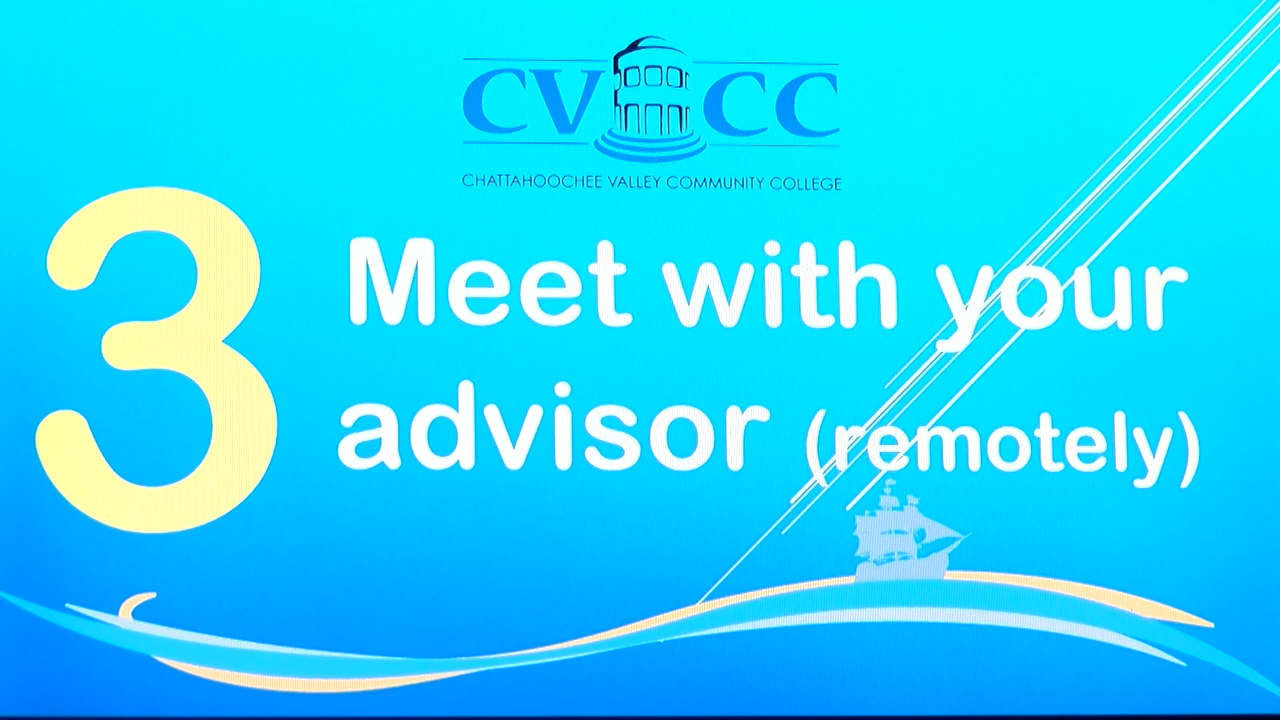 CVCC
CHATTAHOOCHEE VALLEY COMMUNITY COLLEGE
3
Meet with your
advisor (remotely)